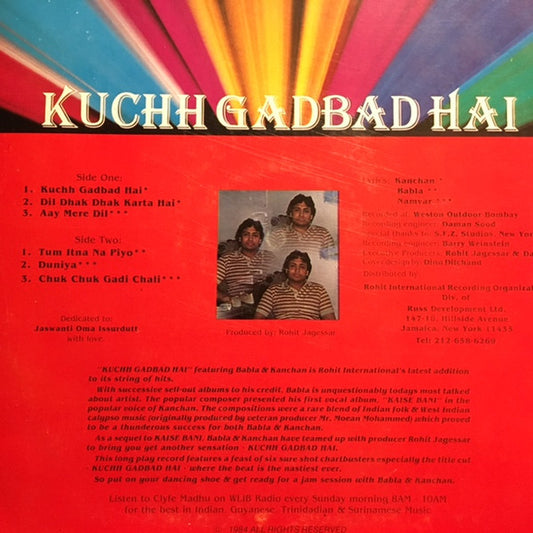 KUCHH GADBAD HAI
Side One:
1. Kuchh Gadbad Hai*
2. Dil Dhak Dhak Karta Hai*
3. Aay Mere Dil***
Side Two:
1. Tum Itna Na Piyo**
2. Duniya***
3. Chuk Chuk Gadi Chali***
Dedicated to:
Jaswanti Oma Issurdutt
with love.
Produced by: Rohit Jagessar
Kanchan *
Babla **
Namvar ***
Recorded at: Weston Outdoor Bombay
Recording engineer: Daman Sood
Special thanks to: S.F.Z. Studios, New York
Recording engineer: Barry Weinstein
Executive Producers: Rohit Jagessar & Da
Cover design by: Dino Ditchand
Distributed by
Rohit International Recording Organizat
Div. of
Russ Development Ltd.
147-10, Hillside Avenue
Jamaica, New York 11435
Tel: 212-658-6269
"KUCHH GADBAD HAI" featuring Babla & Kanchan is Rohit International's latest addition
to its string of hits.
With successive sell-out albums to his credit, Babla is unquestionably todays most talked
about artist. The popular composer presented his first vocal album, "KAISE BANI" in the
popular voice of Kanchan. The compositions were a rare blend of Indian folk & West Indian
calypso music (originally produced by veteran producer Mr. Moean Mohammed) which proved
to be a thunderous success for both Babla & Kanchan.
As a sequel to KAISE BANI, Babla & Kanchan have teamed up with producer Rohit Jagessar
to bring you yet another sensation - KUCHH GADBAD HAI.
This long play record features a feast of six sure shot chartbusters especially the title cut
- KUCHH GADBAD HAI - where the beat is the nastiest ever.
So put on your dancing shoe & get ready for a jam session with Babla & Kanchan.
Listen to Clyfe Madhu on WLIB Radio every Sunday morning 8AM - 10AM
for the best in Indian, Guyanese, Trinidadian & Surinamese Music.
© - 1984 ALL RIGHTS RESERVED